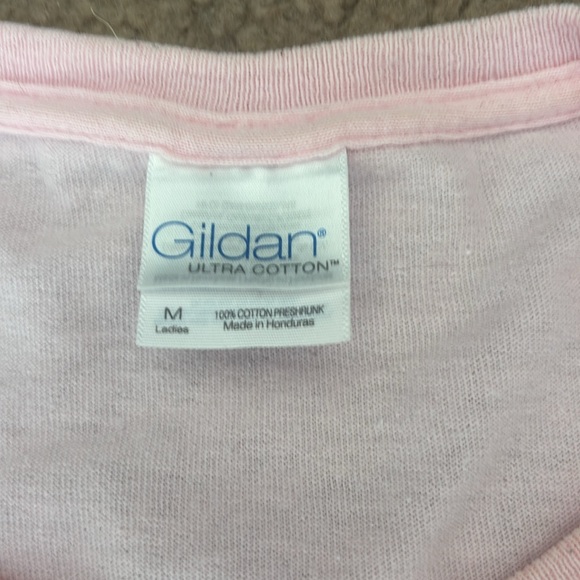 Gildan®
ULTRA COTTON™
M
Ladies
100% COTTON PRESHRUNK
Made in Honduras